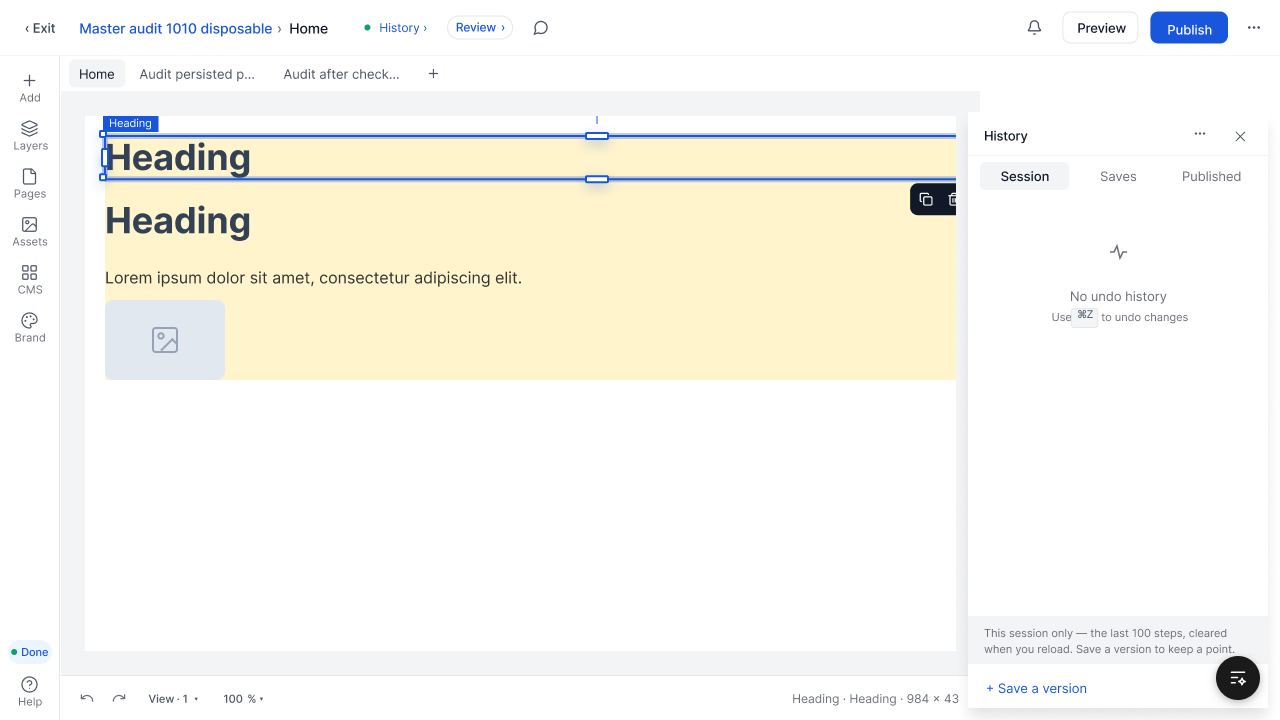 ‹ Exit
Master audit 1010 disposable › Home
History ›
Review ›
Preview
Publish
Home
Audit persisted p...
Audit after check...
Add
Layers
Pages
Assets
CMS
Brand
Done
Help
Heading
Heading
Heading
Lorem ipsum dolor sit amet, consectetur adipiscing elit.
History
Session
Saves
Published
No undo history
Use ⌘Z to undo changes
This session only — the last 100 steps, cleared
when you reload. Save a version to keep a point.
+ Save a version
View · 1
100 %
Heading · Heading · 984 × 43